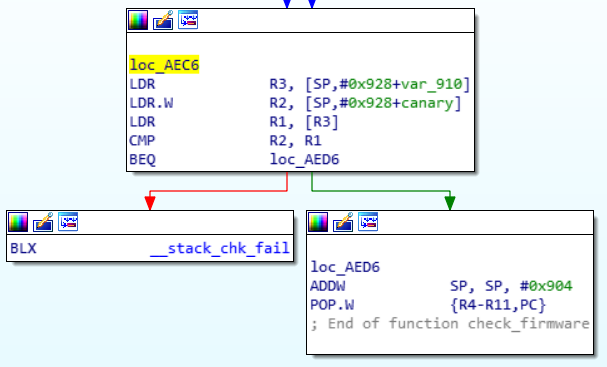 loc_AEC6
LDR R3, [SP,#0x928+var_910]
LDR.W R2, [SP,#0x928+canary]
LDR R1, [R3]
CMP R2, R1
BEQ loc_AED6
BLX __stack_chk_fail
loc_AED6
ADDW SP, SP, #0x904
POP.W {R4-R11,PC}
; End of function check_firmware